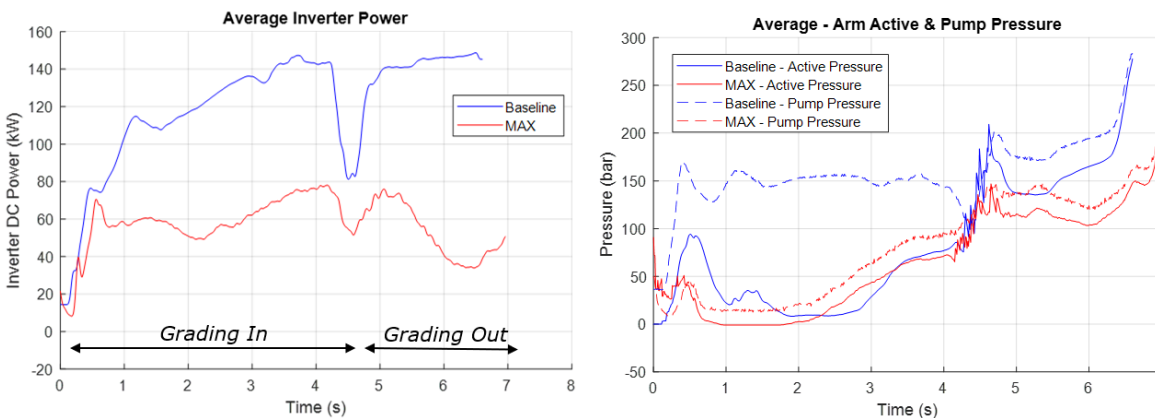 Average Inverter Power
Inverter DC Power (kW)
160
140
120
100
80
60
40
20
0
-20
Baseline
MAX
Grading In
Grading Out
0 1 2 3 4 5 6 7 8
Time (s)
Average - Arm Active & Pump Pressure
Pressure (bar)
300
250
200
150
100
50
0
Baseline - Active Pressure
MAX - Active Pressure
Baseline - Pump Pressure
MAX - Pump Pressure
0 1 2 3 4 5 6
Time (s)